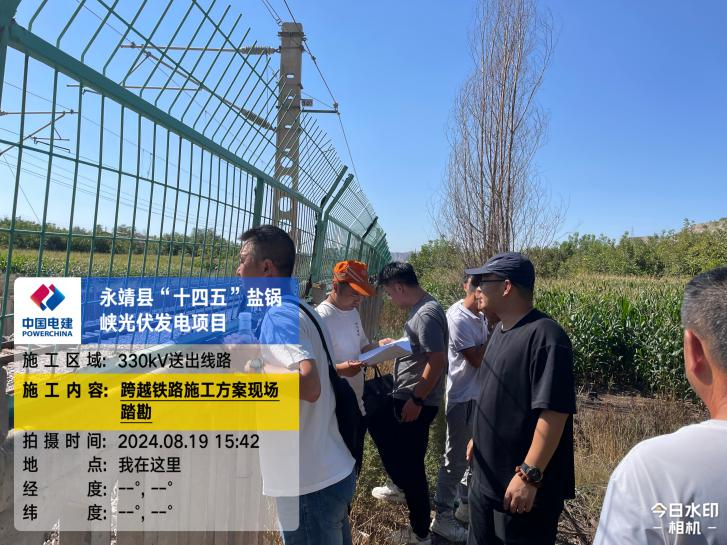 中国电建
POWERCHINA
永靖县“十四五”盐锅
峡光伏发电项目
施工区域: 330kV送出线路
施工内容: 跨越铁路施工方案现场
踏勘
拍摄时间: 2024.08.19 15:42
地点: 我在这里
经度: --°, --°
纬度: --°, --°
今日水印
相机